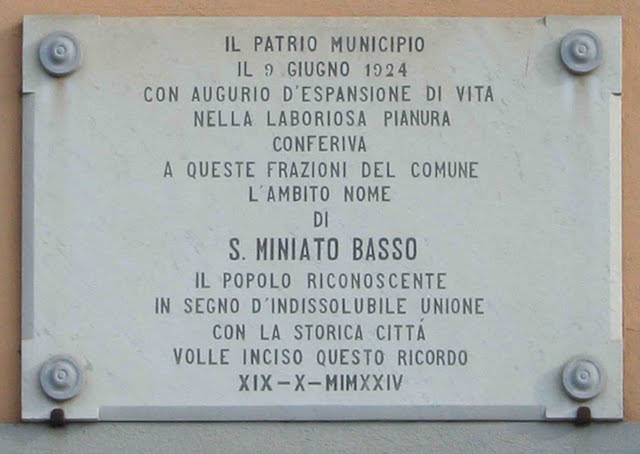 IL PATRIO MUNICIPIO
IL 9 GIUGNO 1924
CON AUGURIO D'ESPANSIONE DI VITA
NELLA LABORIOSA PIANURA
CONFERIVA
A QUESTE FRAZIONI DEL COMUNE
L'AMBITO NOME
DI
S. MINIATO BASSO
IL POPOLO RICONOSCENTE
IN SEGNO D'INDISSOLUBILE UNIONE
CON LA STORICA CITTÁ
VOLLE INCISO QUESTO RICORDO
XIX-X-MIMXXIV